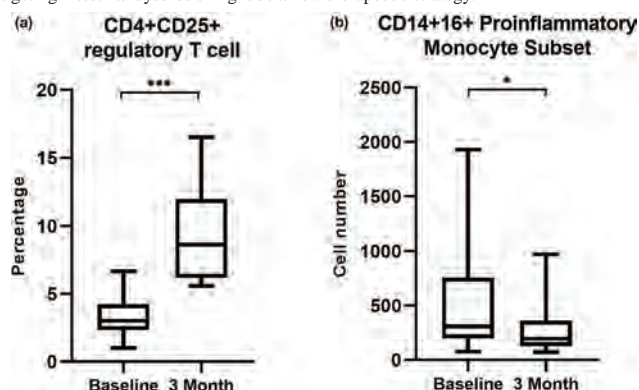 (a)
CD4+CD25+
regulatory T cell
20
15
10
5
0
Percentage
***
Baseline 3 Month
(b)
CD14+16+ Proinflammatory
Monocyte Subset
2500
2000
1500
1000
500
0
Cell number
*
Baseline 3 Month